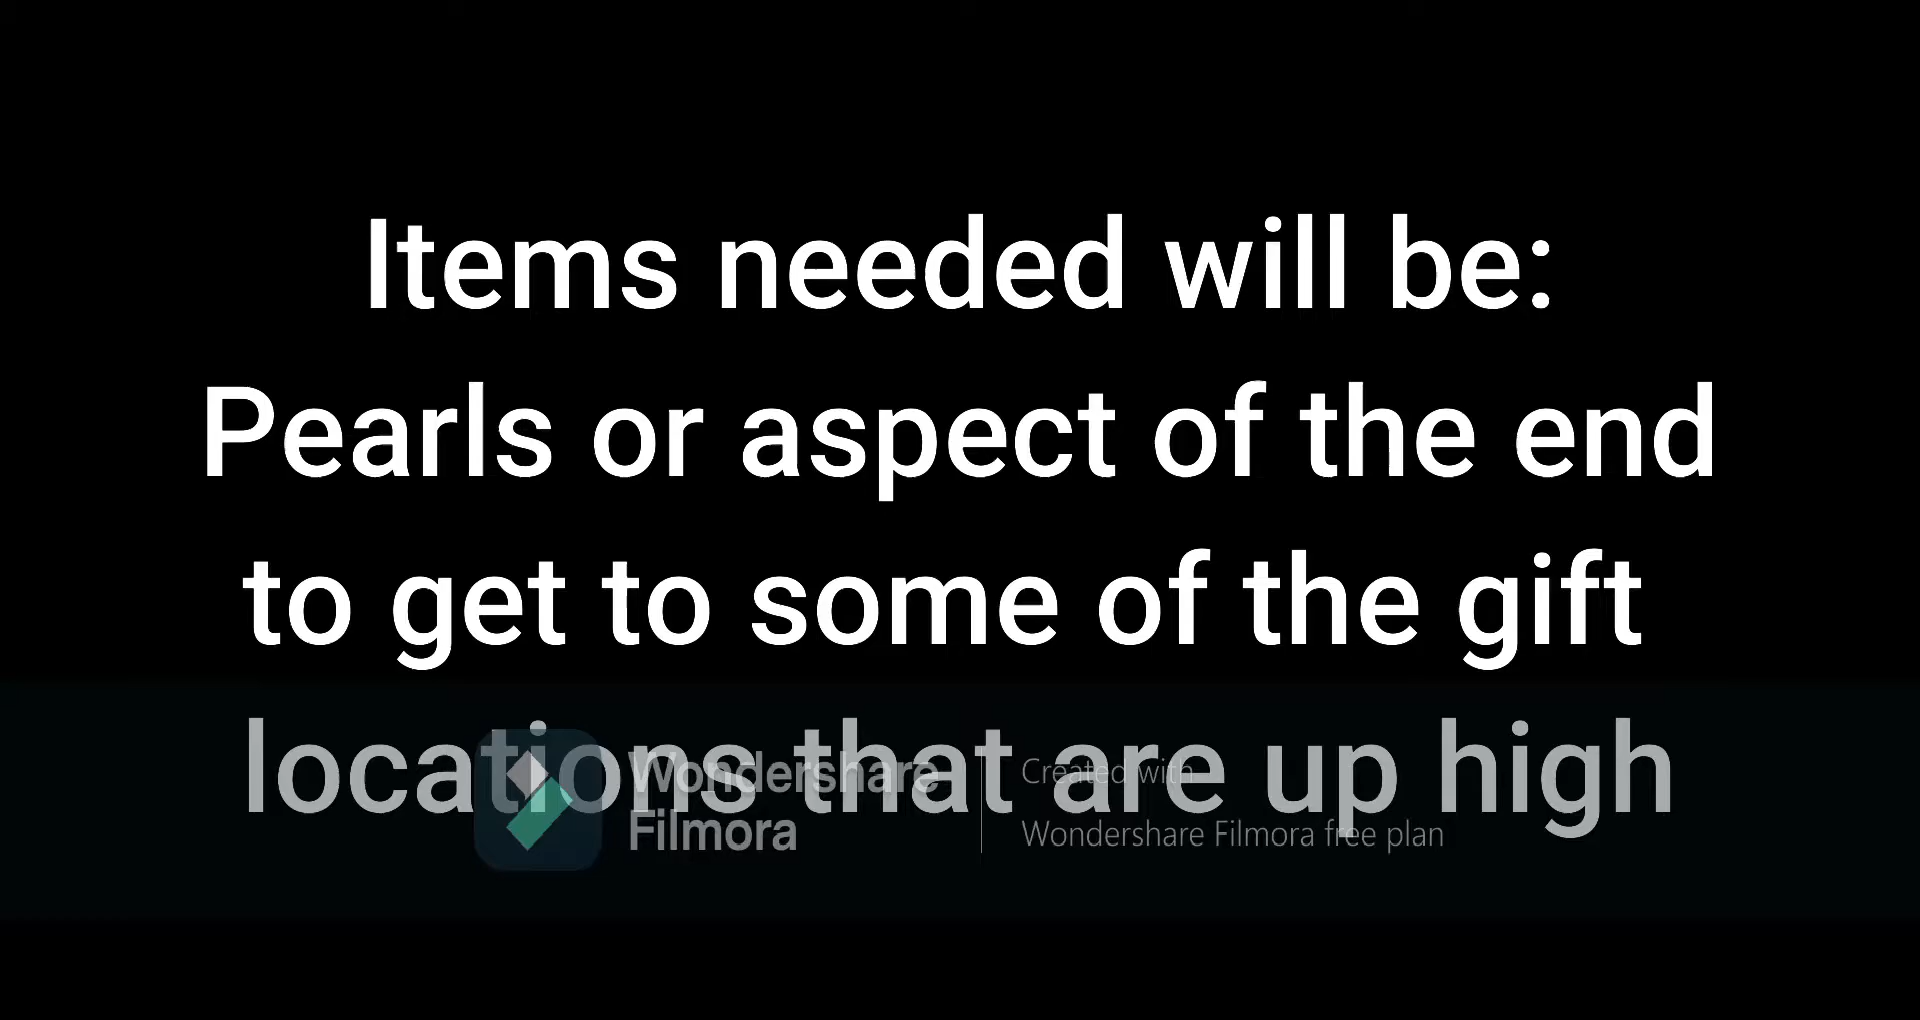 Items needed will be:
Pearls or aspect of the end
to get to some of the gift
locations that are up high
Wondershare
Filmora
Created with
Wondershare Filmora free plan